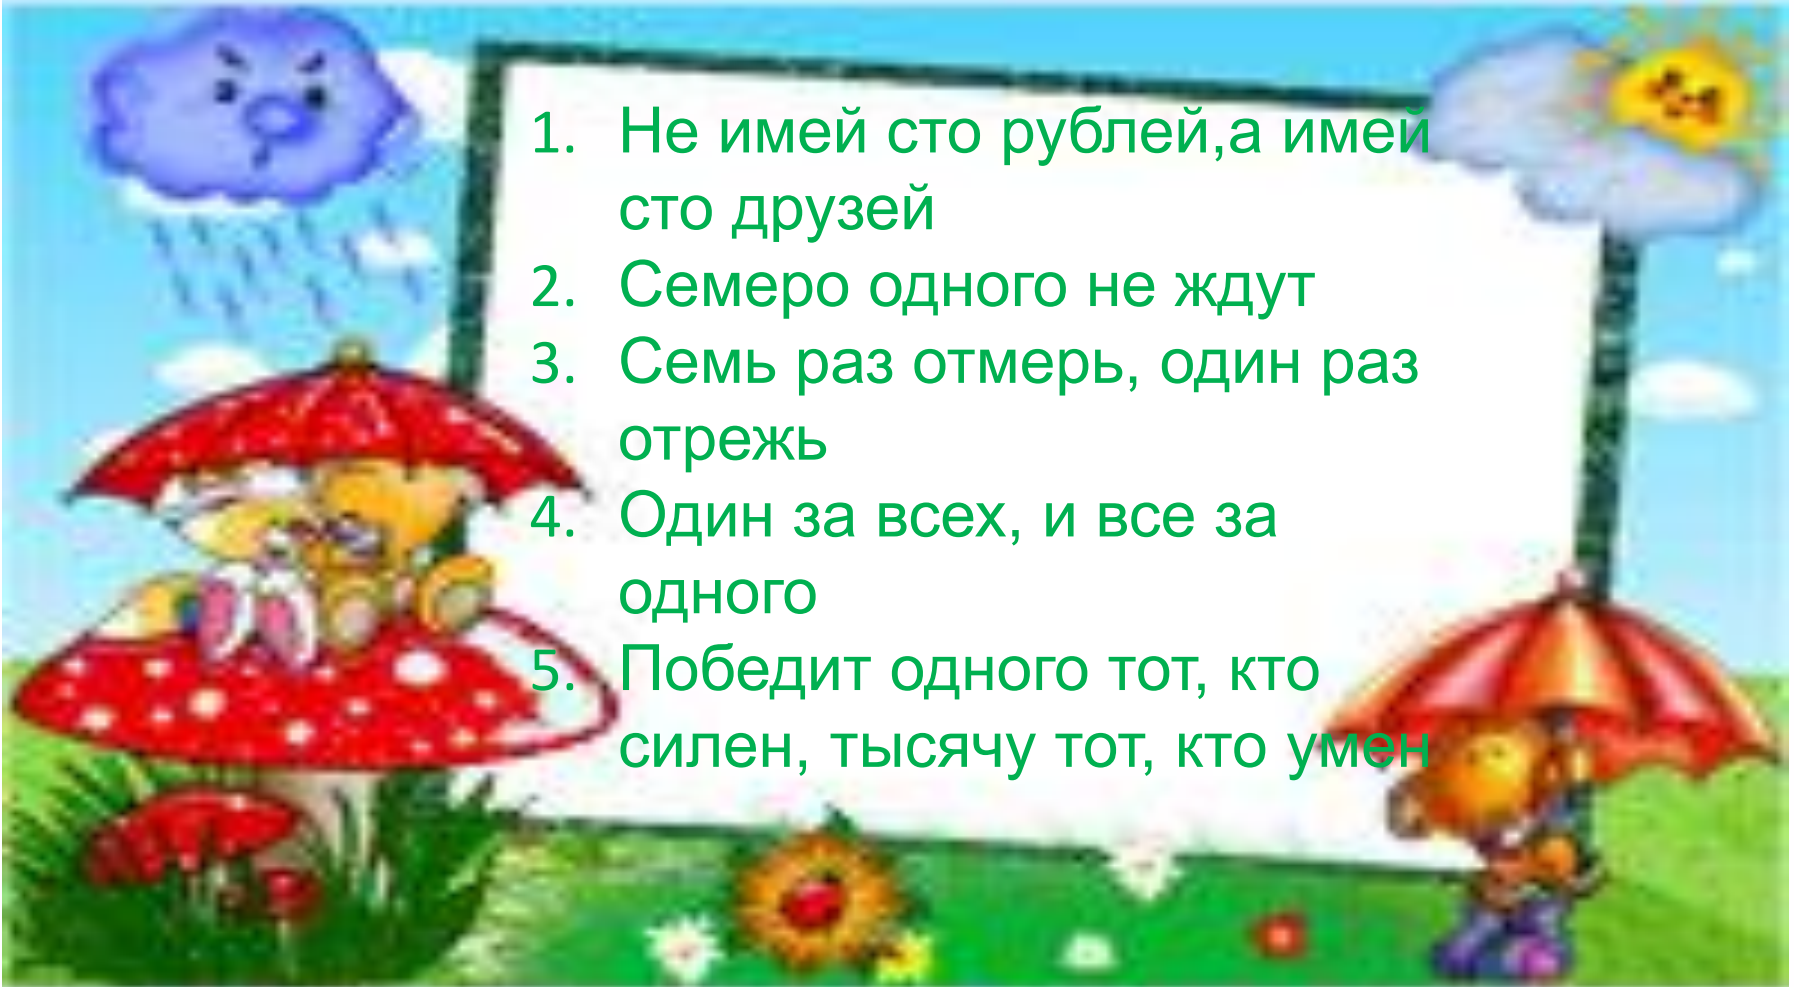 1. Не имей сто рублей,а имей
сто друзей
2. Семеро одного не ждут
3. Семь раз отмерь, один раз
отрежь
4. Один за всех, и все за
одного
5. Победит одного тот, кто
силен, тысячу тот, кто умен